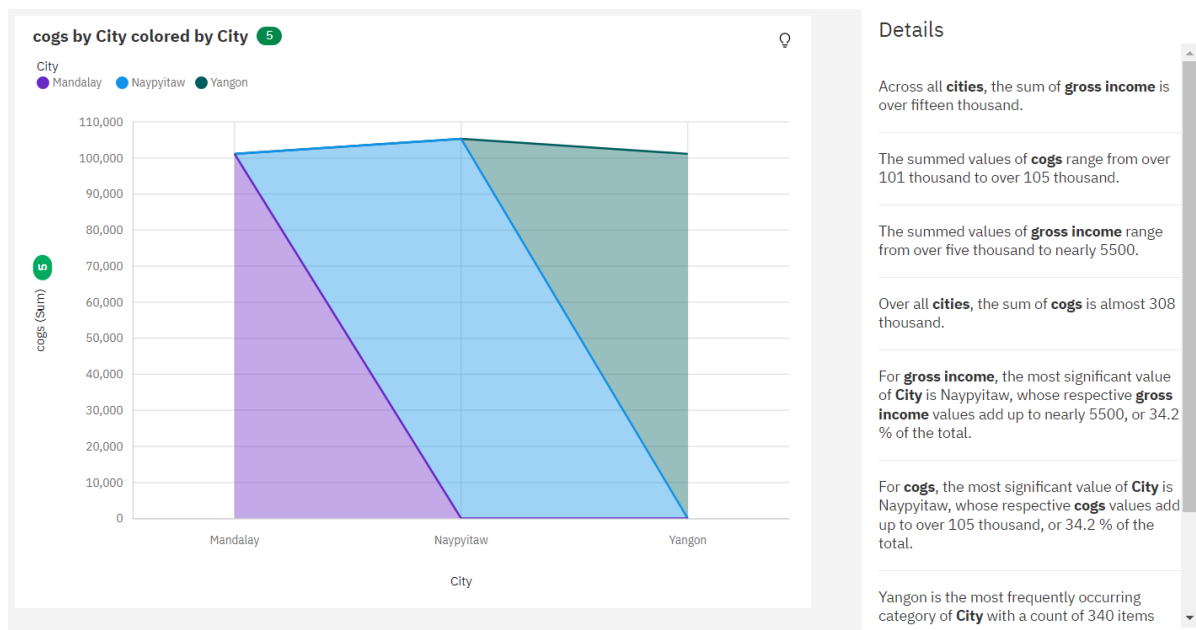 cogs by City colored by City 5
City
Mandalay Naypyitaw Yangon
110,000
100,000
90,000
80,000
70,000
60,000
50,000
40,000
30,000
20,000
10,000
0
cogs (Sum) 5
Mandalay Naypyitaw Yangon
City
Details
Across all cities, the sum of gross income is
over fifteen thousand.
The summed values of cogs range from over
101 thousand to over 105 thousand.
The summed values of gross income range
from over five thousand to nearly 5500.
Over all cities, the sum of cogs is almost 308
thousand.
For gross income, the most significant value
of City is Naypyitaw, whose respective gross
income values add up to nearly 5500, or 34.2
% of the total.
For cogs, the most significant value of City is
Naypyitaw, whose respective cogs values add
up to over 105 thousand, or 34.2 % of the
total.
Yangon is the most frequently occurring
category of City with a count of 340 items